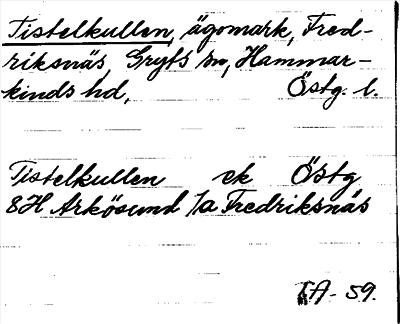 Tistelkullen, ägomark, Fred-
riksnäs, Gryts sn, Hammar-
kinds hd, Östg. l.
Tistelkullen ek Östg
8H Arkösund 1a Fredriksnäs
TA - 59.